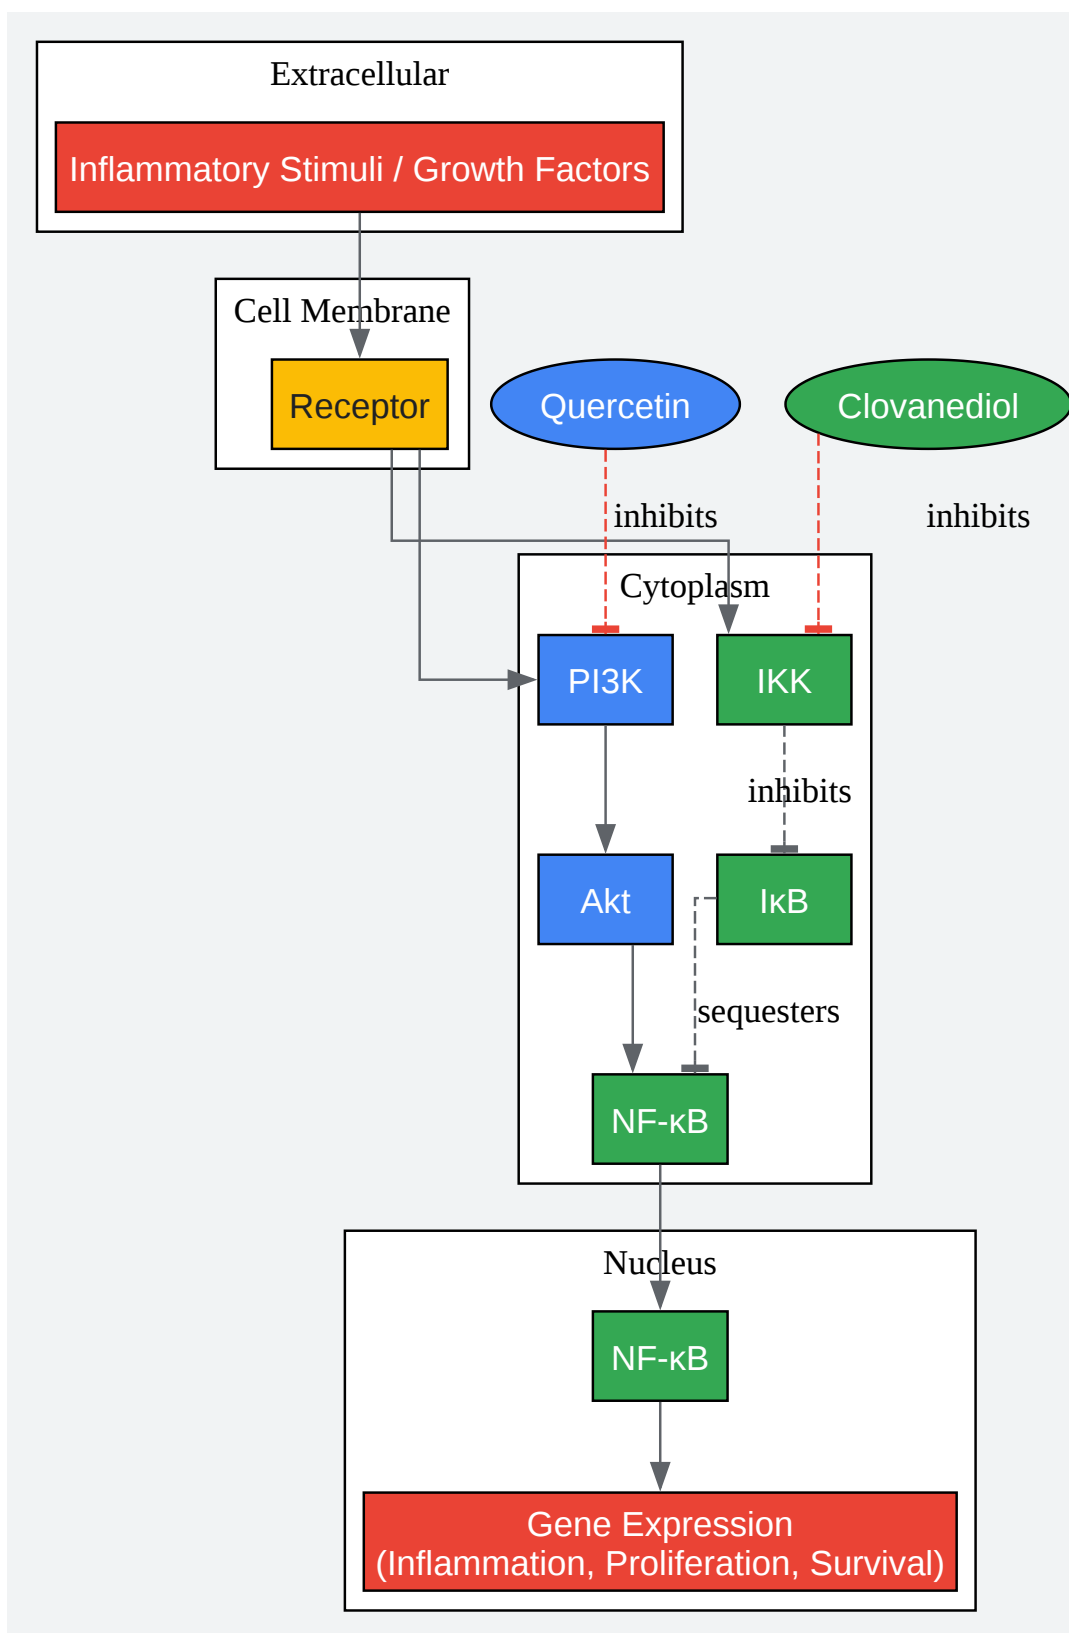 Extracellular
Inflammatory Stimuli / Growth Factors
Cell Membrane
Receptor
Quercetin
Clovanediol
inhibits
inhibits
Cytoplasm
PI3K
IKK
inhibits
Akt
IκB
sequesters
NF-κB
Nucleus
NF-κB
Gene Expression
(Inflammation, Proliferation, Survival)